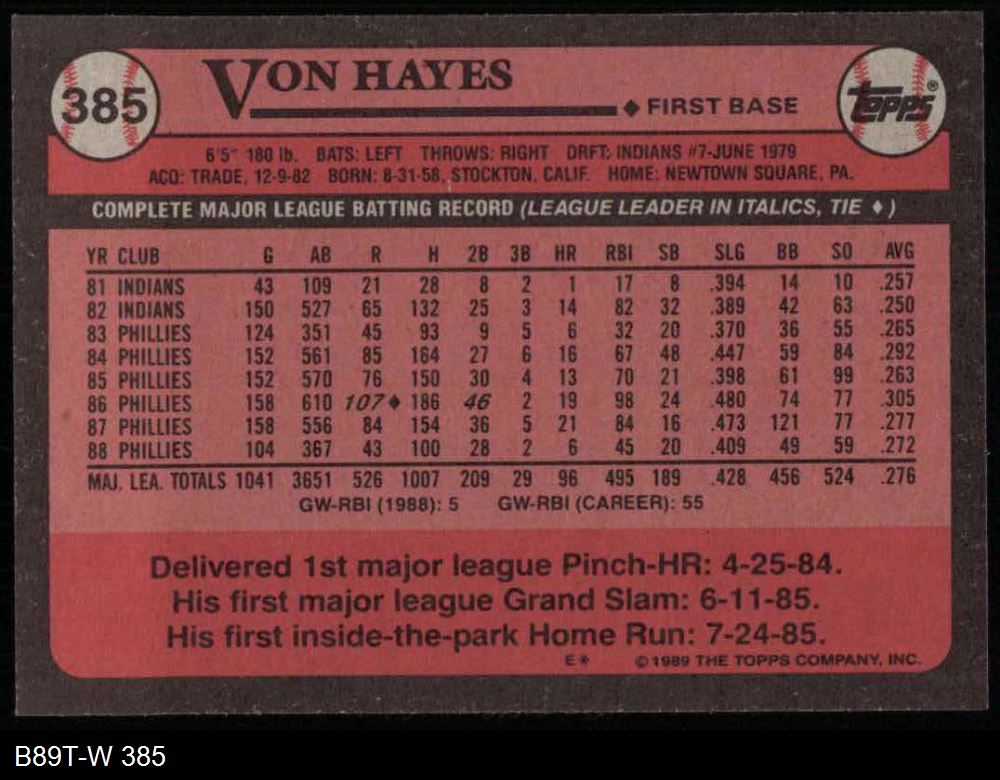 385
VON HAYES
◆ FIRST BASE
Topps®
6'5" 180 lb. BATS: LEFT THROWS: RIGHT DRFT: INDIANS #7-JUNE 1979
ACQ: TRADE, 12-9-82 BORN: 8-31-58, STOCKTON, CALIF. HOME: NEWTOWN SQUARE, PA.
COMPLETE MAJOR LEAGUE BATTING RECORD (LEAGUE LEADER IN ITALICS, TIE ♦)
YR CLUB G AB R H 2B 3B HR RBI SB SLG BB SO AVG
81 INDIANS 43 109 21 28 8 2 1 17 8 .394 14 10 .257
82 INDIANS 150 527 65 132 25 3 14 82 32 .389 42 63 .250
83 PHILLIES 124 351 45 93 9 5 6 32 20 .370 36 55 .265
84 PHILLIES 152 561 85 164 27 6 16 67 48 .447 59 84 .292
85 PHILLIES 152 570 76 150 30 4 13 70 21 .398 61 99 .263
86 PHILLIES 158 610 107♦ 186 46 2 19 98 24 .480 74 77 .305
87 PHILLIES 158 556 84 154 36 5 21 84 16 .473 121 77 .277
88 PHILLIES 104 367 43 100 28 2 6 45 20 .409 49 59 .272
MAJ. LEA. TOTALS 1041 3651 526 1007 209 29 96 495 189 .428 456 524 .276
GW-RBI (1988): 5 GW-RBI (CAREER): 55
Delivered 1st major league Pinch-HR: 4-25-84.
His first major league Grand Slam: 6-11-85.
His first inside-the-park Home Run: 7-24-85.
E* © 1989 THE TOPPS COMPANY, INC.
B89T-W 385